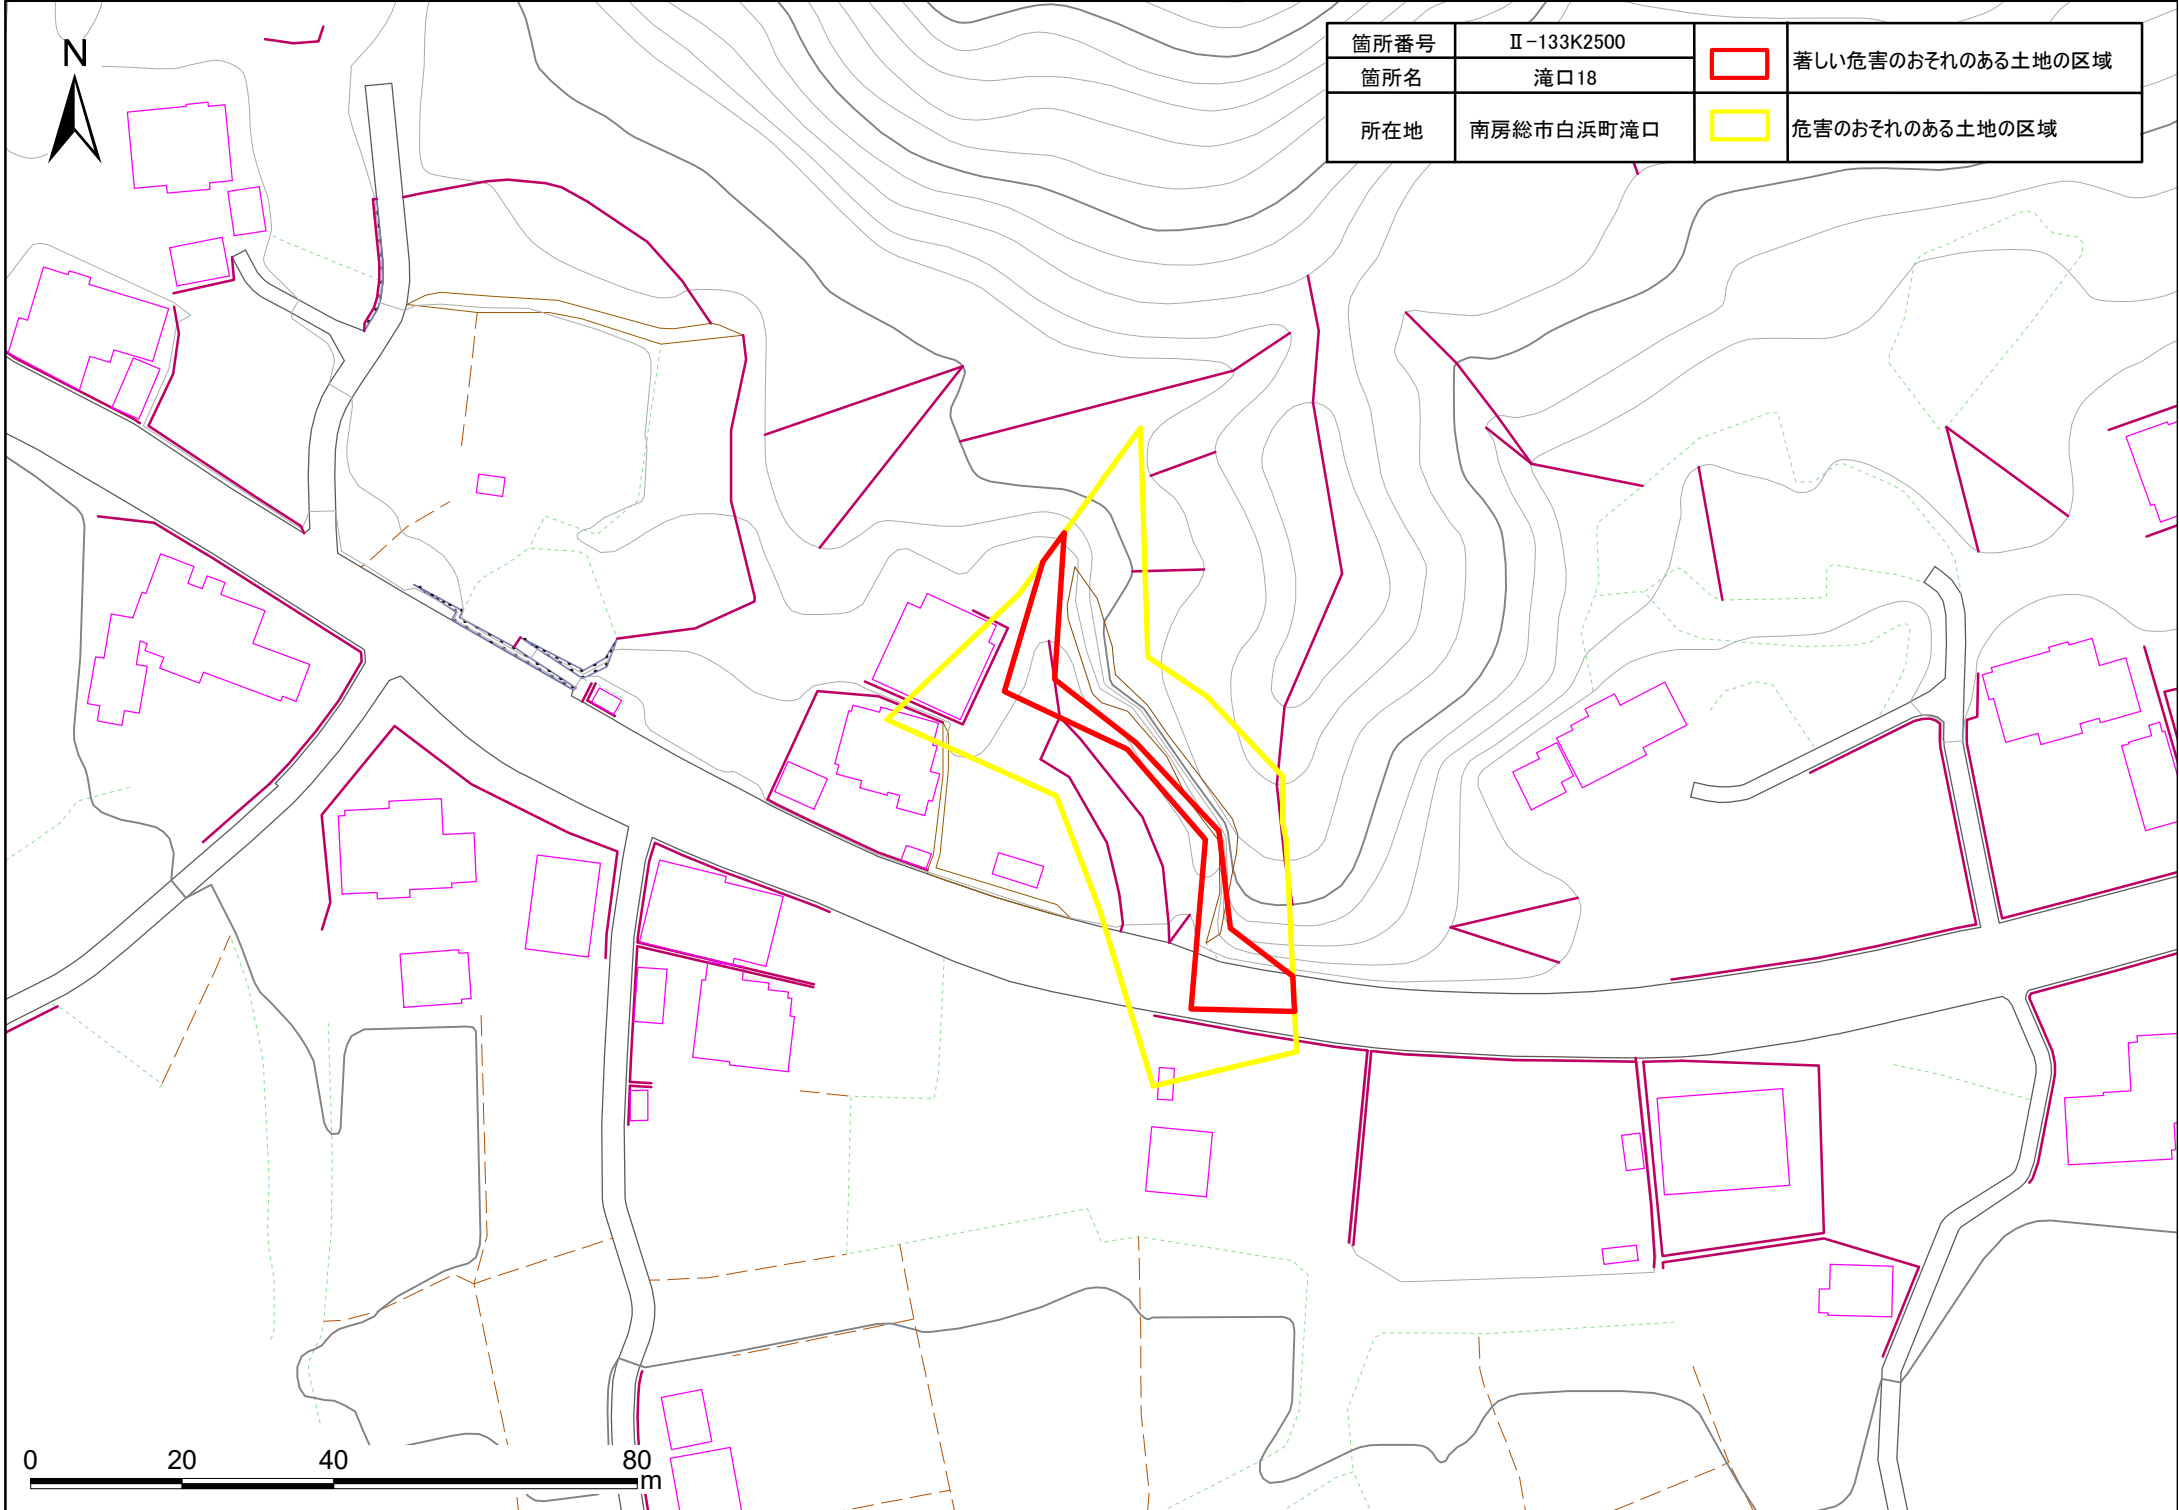 N
箇所番号 Ⅱ-133K2500 著しい危害のおそれのある土地の区域
箇所名 滝口18
所在地 南房総市白浜町滝口 危害のおそれのある土地の区域
0 20 40 80
m